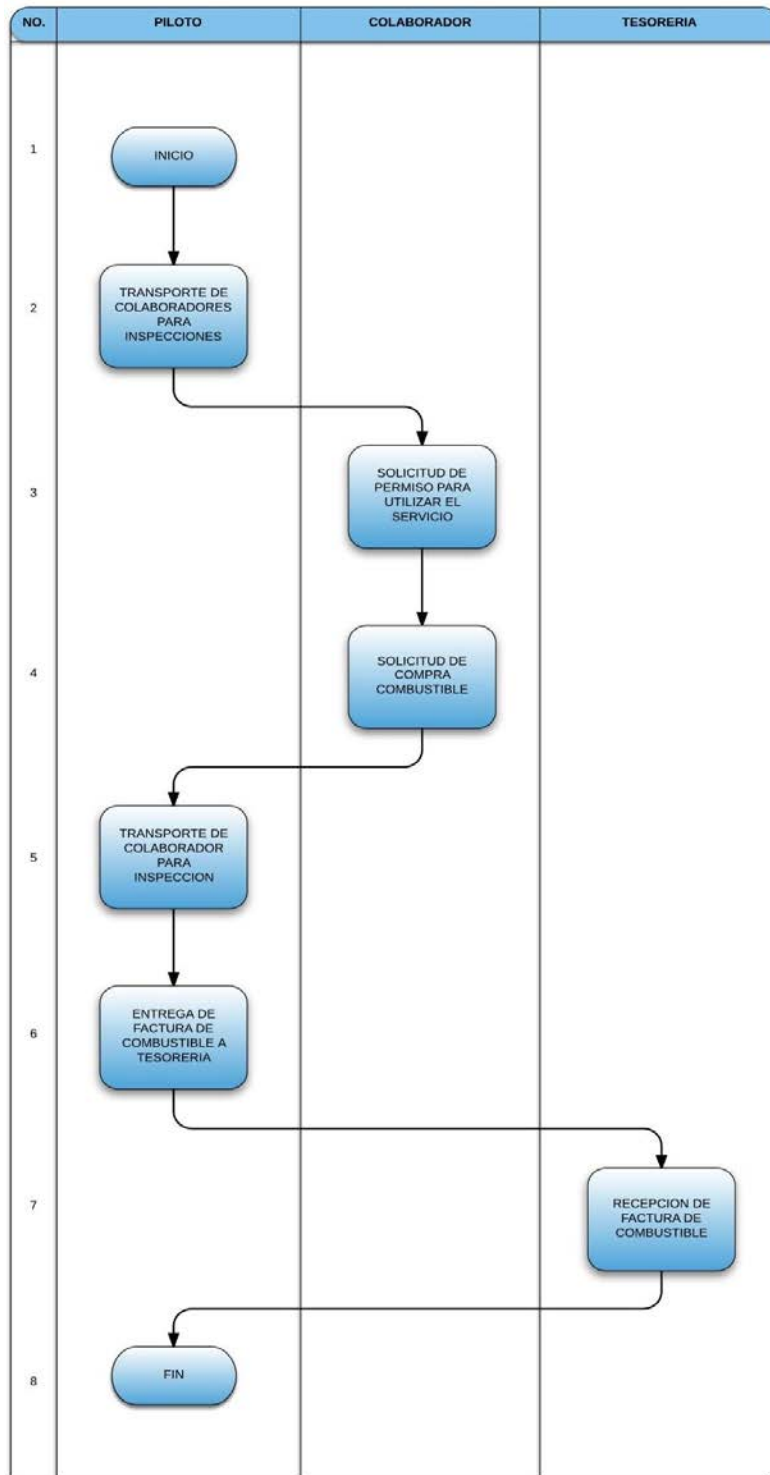 NO. PILOTO COLABORADOR TESORERIA
1
INICIO
2
TRANSPORTE DE
COLABORADORES
PARA
INSPECCIONES
3
SOLICITUD DE
PERMISO PARA
UTILIZAR EL
SERVICIO
4
SOLICITUD DE
COMPRA
COMBUSTIBLE
5
TRANSPORTE DE
COLABORADOR
PARA
INSPECCION
6
ENTREGA DE
FACTURA DE
COMBUSTIBLE A
TESORERIA
7
RECEPCION DE
FACTURA DE
COMBUSTIBLE
8
FIN